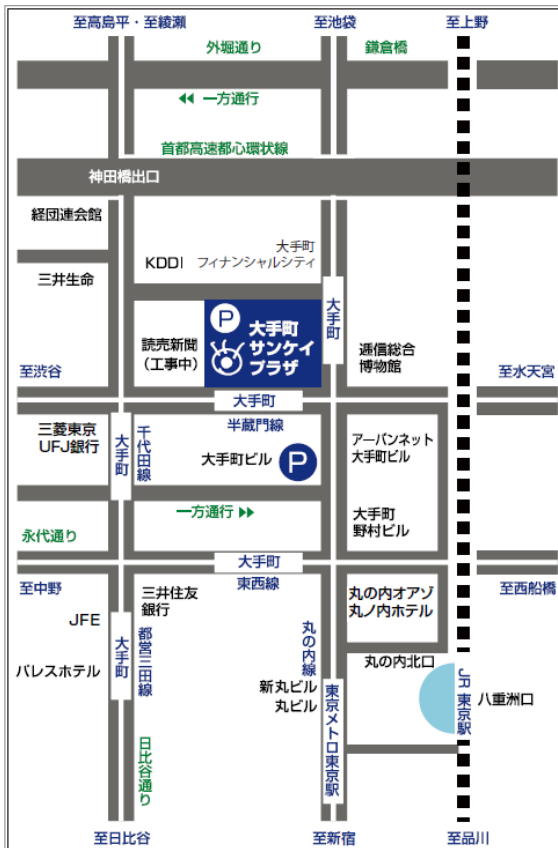 至高島平・至綾瀬
至池袋
至上野
外堀通り
鎌倉橋
◀◀ 一方通行
首都高速都心環状線
神田橋出口
経団連会館
大手町
フィナンシャルシティ
KDDI
三井生命
大手町
P
大手町
サンケイ
プラザ
読売新聞
（工事中）
逓信総合
博物館
至渋谷
至水天宮
大手町
半蔵門線
三菱東京
UFJ銀行
大手町
千代田線
大手町ビル
P
アーバンネット
大手町ビル
一方通行 ▶▶
大手町
野村ビル
永代通り
大手町
東西線
至中野
至西船橋
三井住友
銀行
丸の内オアゾ
丸ノ内ホテル
JFE
大手町
都営三田線
丸の内線
丸の内北口
パレスホテル
新丸ビル
丸ビル
東京メトロ東京駅
JR 東京駅
八重洲口
日比谷通り
至日比谷
至新宿
至品川